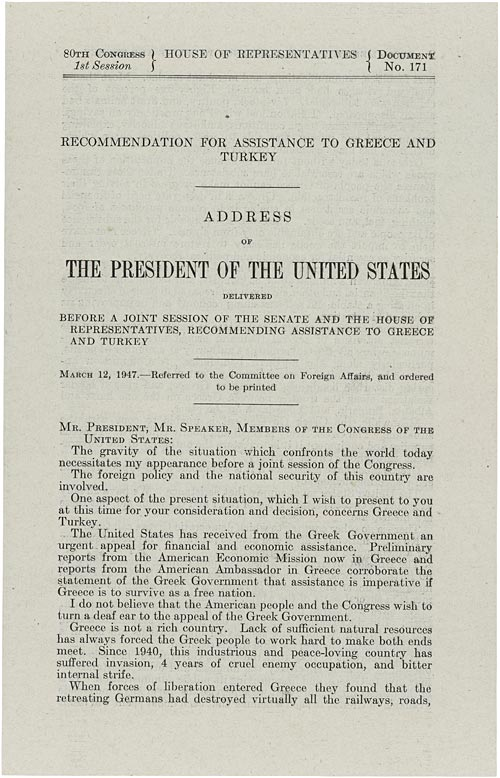 80TH CONGRESS } HOUSE OF REPRESENTATIVES { DOCUMENT
1st Session } { No. 171
RECOMMENDATION FOR ASSISTANCE TO GREECE AND
TURKEY
ADDRESS
OF
THE PRESIDENT OF THE UNITED STATES
DELIVERED
BEFORE A JOINT SESSION OF THE SENATE AND THE HOUSE OF
REPRESENTATIVES, RECOMMENDING ASSISTANCE TO GREECE
AND TURKEY
MARCH 12, 1947.—Referred to the Committee on Foreign Affairs, and ordered
to be printed
MR. PRESIDENT, MR. SPEAKER, MEMBERS OF THE CONGRESS OF THE
UNITED STATES:
The gravity of the situation which confronts the world today
necessitates my appearance before a joint session of the Congress.
The foreign policy and the national security of this country are
involved.
One aspect of the present situation, which I wish to present to you
at this time for your consideration and decision, concerns Greece and
Turkey.
The United States has received from the Greek Government an
urgent appeal for financial and economic assistance. Preliminary
reports from the American Economic Mission now in Greece and
reports from the American Ambassador in Greece corroborate the
statement of the Greek Government that assistance is imperative if
Greece is to survive as a free nation.
I do not believe that the American people and the Congress wish to
turn a deaf ear to the appeal of the Greek Government.
Greece is not a rich country. Lack of sufficient natural resources
has always forced the Greek people to work hard to make both ends
meet. Since 1940, this industrious and peace-loving country has
suffered invasion, 4 years of cruel enemy occupation, and bitter
internal strife.
When forces of liberation entered Greece they found that the
retreating Germans had destroyed virtually all the railways, roads,